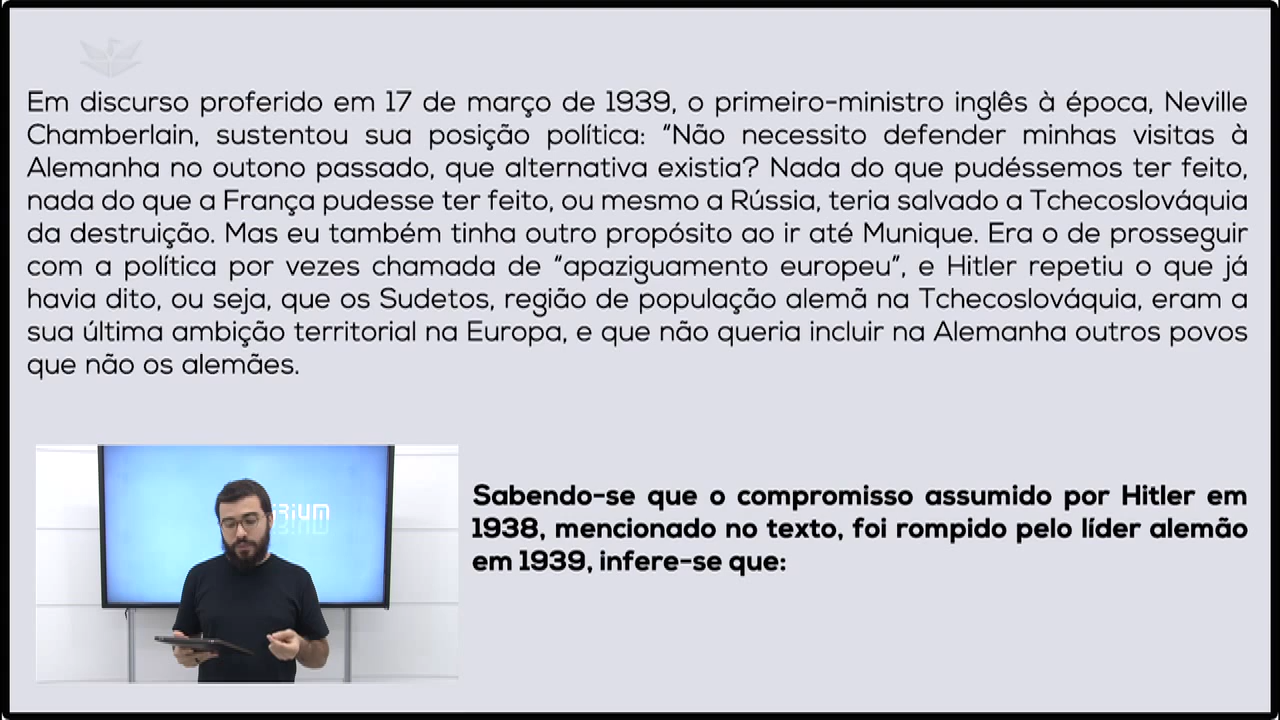 Em discurso proferido em 17 de março de 1939, o primeiro-ministro inglês à época, Neville
Chamberlain, sustentou sua posição política: “Não necessito defender minhas visitas à
Alemanha no outono passado, que alternativa existia? Nada do que pudéssemos ter feito,
nada do que a França pudesse ter feito, ou mesmo a Rússia, teria salvado a Tchecoslováquia
da destruição. Mas eu também tinha outro propósito ao ir até Munique. Era o de prosseguir
com a política por vezes chamada de “apaziguamento europeu”, e Hitler repetiu o que já
havia dito, ou seja, que os Sudetos, região de população alemã na Tchecoslováquia, eram a
sua última ambição territorial na Europa, e que não queria incluir na Alemanha outros povos
que não os alemães.
Sabendo-se que o compromisso assumido por Hitler em
1938, mencionado no texto, foi rompido pelo líder alemão
em 1939, infere-se que: